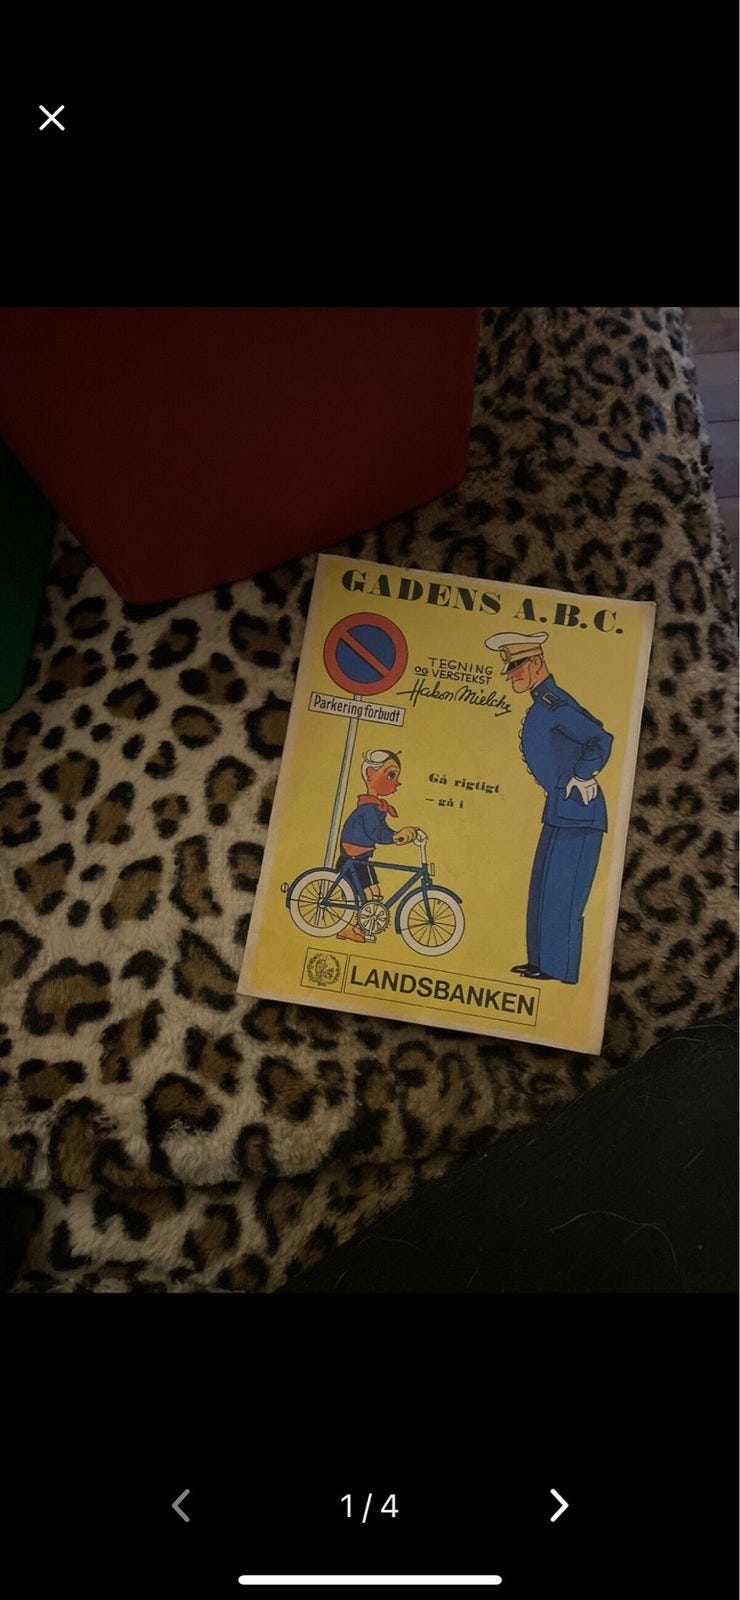 GADENS A.B.C.
TEGNING
OG VERSTEKST
Hakon Mielche
Parkering forbudt
Gå rigtigt
– gå i
LANDSBANKEN
1 / 4